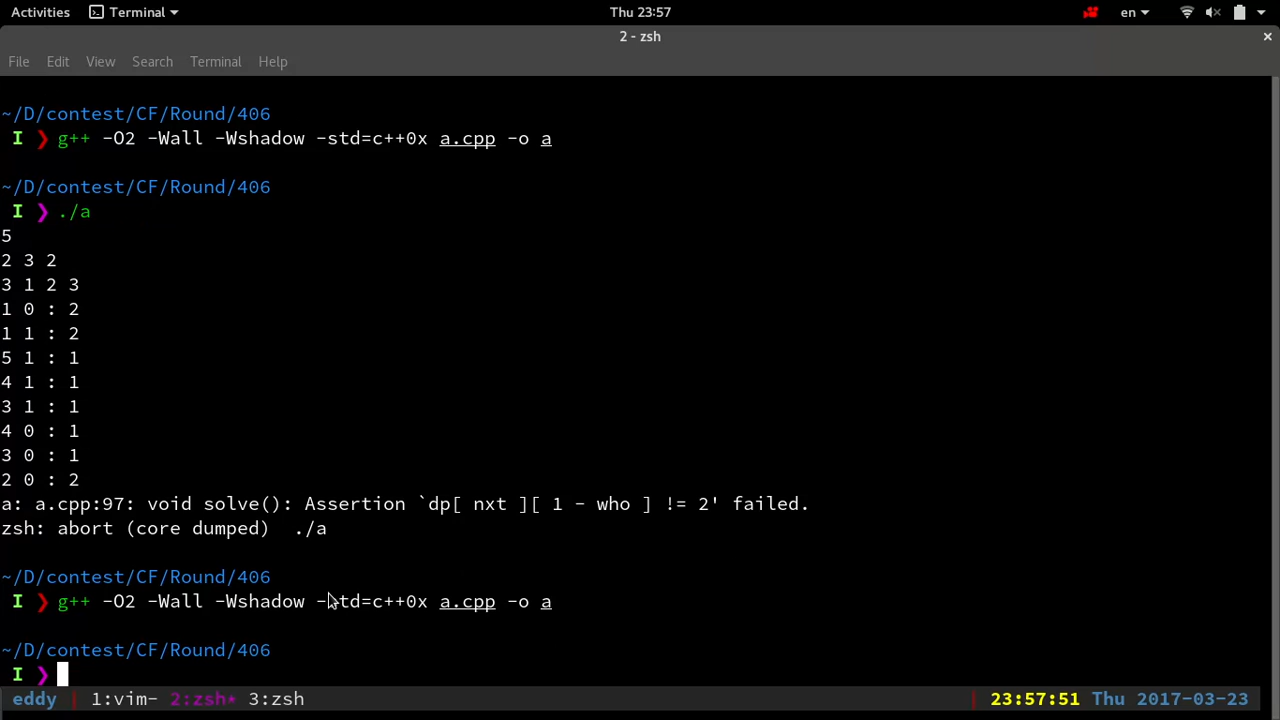 Activities Terminal Thu 23:57 en
2 - zsh
File Edit View Search Terminal Help
~/D/contest/CF/Round/406
I ❯ g++ -O2 -Wall -Wshadow -std=c++0x a.cpp -o a
~/D/contest/CF/Round/406
I ❯ ./a
5
2 3 2
3 1 2 3
1 0 : 2
1 1 : 2
5 1 : 1
4 1 : 1
3 1 : 1
4 0 : 1
3 0 : 1
2 0 : 2
a: a.cpp:97: void solve(): Assertion `dp[ nxt ][ 1 - who ] != 2' failed.
zsh: abort (core dumped)  ./a
~/D/contest/CF/Round/406
I ❯ g++ -O2 -Wall -Wshadow -std=c++0x a.cpp -o a
~/D/contest/CF/Round/406
I ❯
eddy 1:vim- 2:zsh* 3:zsh 23:57:51 Thu 2017-03-23